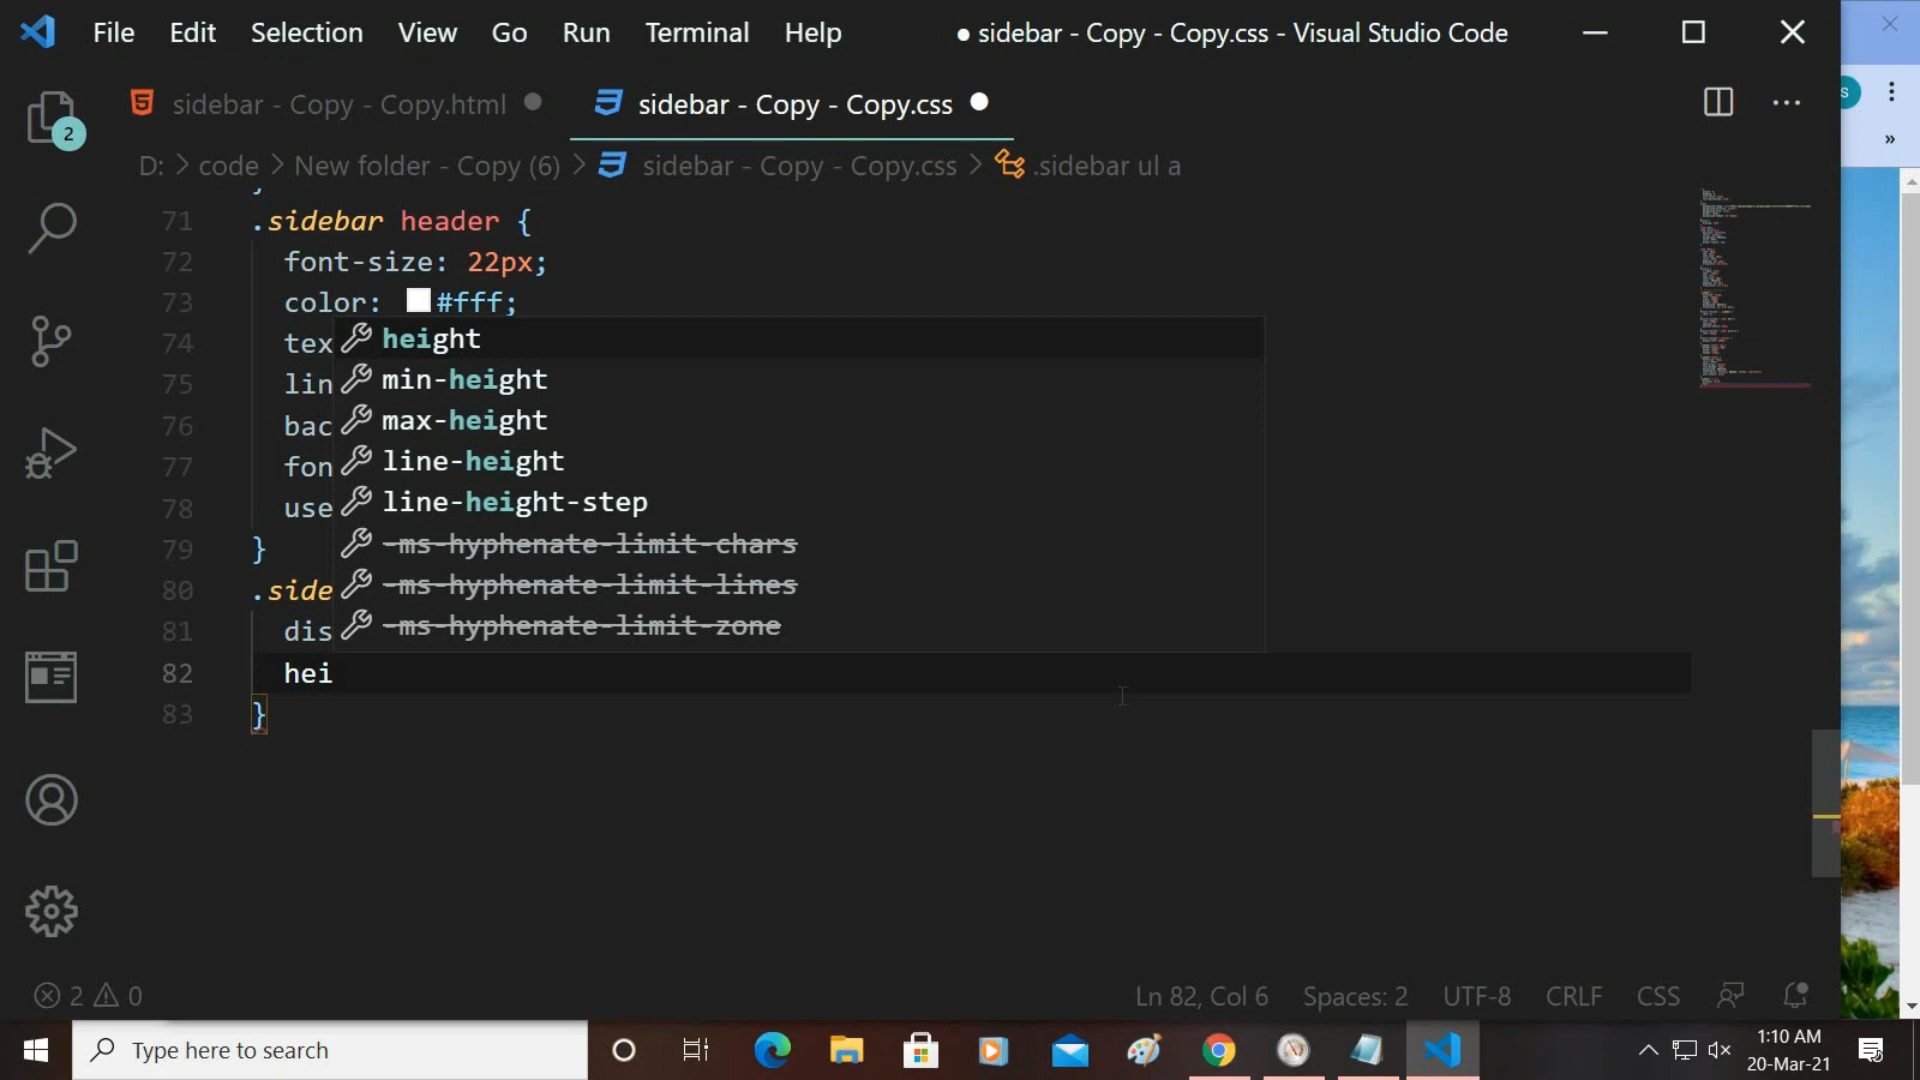 File Edit Selection View Go Run Terminal Help ● sidebar - Copy - Copy.css - Visual Studio Code
sidebar - Copy - Copy.html sidebar - Copy - Copy.css
2
D: > code > New folder - Copy (6) > sidebar - Copy - Copy.css > .sidebar ul a
71 .sidebar header {
72 font-size: 22px;
73 color: #fff;
74 tex
height
min-height
75 lin
max-height
76 bac
line-height
77 fon
line-height-step
78 use
-ms-hyphenate-limit-chars
79 }
-ms-hyphenate-limit-lines
80 .side
-ms-hyphenate-limit-zone
81 dis
82 hei
83 }
2 0 Ln 82, Col 6 Spaces: 2 UTF-8 CRLF CSS
Type here to search
1:10 AM
20-Mar-21